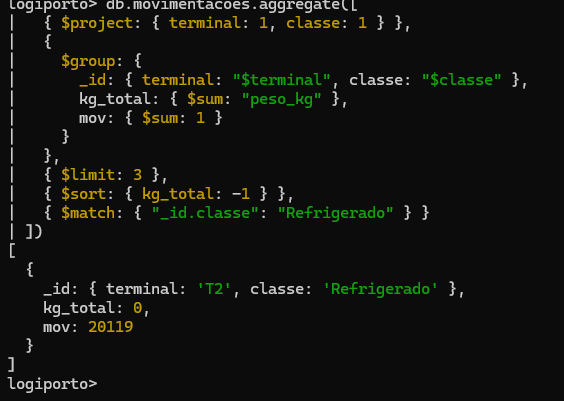 logiporto> db.movimentacoes.aggregate([
|   { $project: { terminal: 1, classe: 1 } },
|   {
|     $group: {
|       _id: { terminal: "$terminal", classe: "$classe" },
|       kg_total: { $sum: "peso_kg" },
|       mov: { $sum: 1 }
|     }
|   },
|   { $limit: 3 },
|   { $sort: { kg_total: -1 } },
|   { $match: { "_id.classe": "Refrigerado" } }
| ])
[
  {
    _id: { terminal: 'T2', classe: 'Refrigerado' },
    kg_total: 0,
    mov: 20119
  }
]
logiporto>